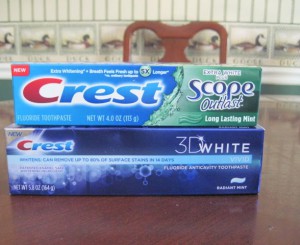 NEW
Extra Whitening* + Breath Feels Fresh up to 5X Longer*
Crest
EXTRA WHITE
Scope
Outlast
FLUORIDE TOOTHPASTE
NET WT 4.0 OZ (113 g)
Long Lasting Mint
NEW
Crest
3D WHITE
WHITENS: CAN REMOVE UP TO 80% OF SURFACE STAINS IN 14 DAYS
VIVID
FLUORIDE ANTICAVITY TOOTHPASTE
NET WT 5.8 OZ (164 g)
RADIANT MINT